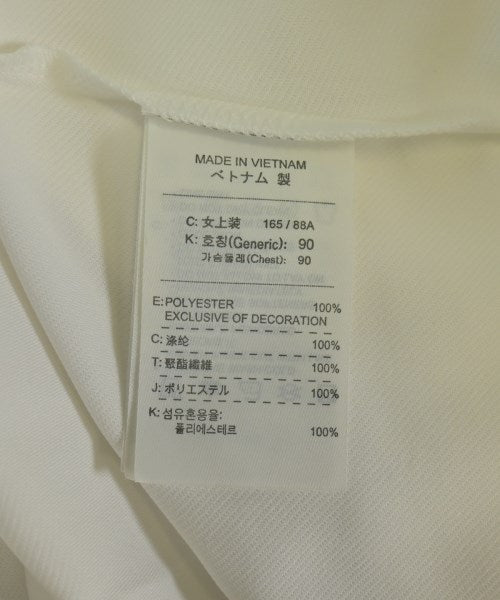 MADE IN VIETNAM
ベトナム 製
C: 女上装 165 / 88A
K: 호칭(Generic): 90
가슴둘레(Chest): 90
E: POLYESTER 100%
EXCLUSIVE OF DECORATION
C: 涤纶 100%
T: 聚酯纖維 100%
J: ポリエステル 100%
K: 섬유혼용율:
폴리에스테르 100%